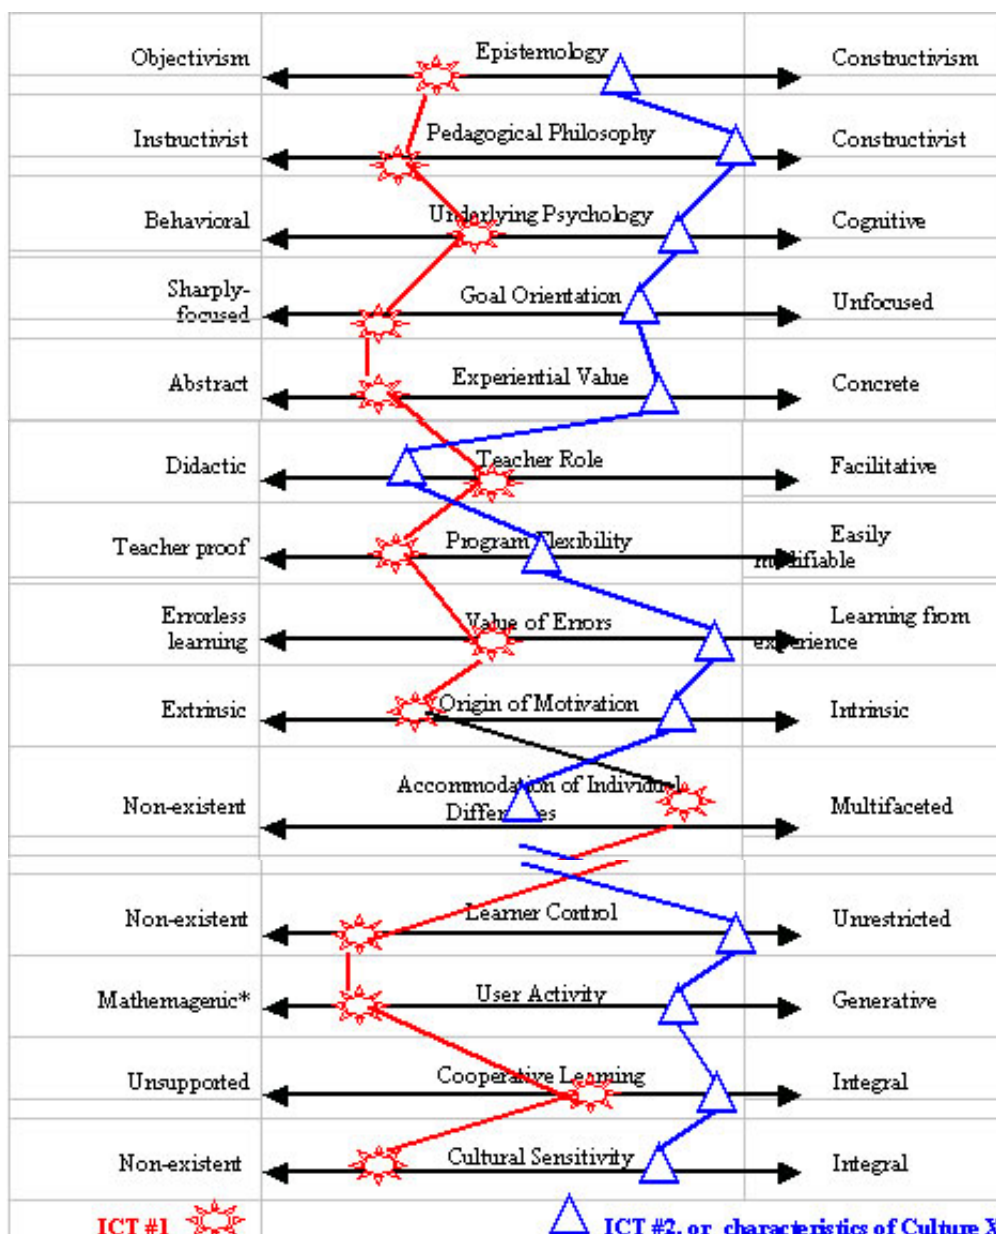 Objectivism Epistemology Constructivism
Instructivist Pedagogical Philosophy Constructivist
Behavioral Underlying Psychology Cognitive
Sharply-
focused Goal Orientation Unfocused
Abstract Experiential Value Concrete
Didactic Teacher Role Facilitative
Teacher proof Program Flexibility Easily
modifiable
Errorless
learning Value of Errors Learning from
experience
Extrinsic Origin of Motivation Intrinsic
Accommodation of Individual
Non-existent Differences Multifaceted
Non-existent Learner Control Unrestricted
Mathemagenic* User Activity Generative
Unsupported Cooperative Learning Integral
Non-existent Cultural Sensitivity Integral
ICT #1 ICT #2, or characteristics of Culture X